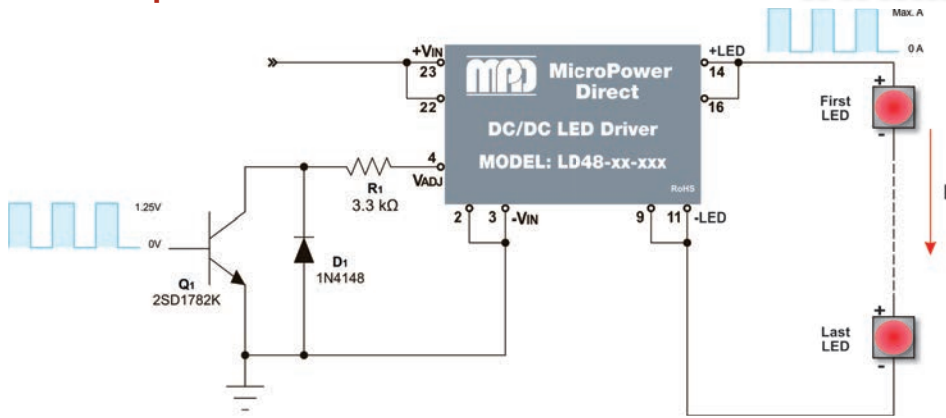 Max. A
0 A
+VIN
23
22
MPD
MicroPower
Direct
DC/DC LED Driver
MODEL: LD48-xx-xxx
RoHS
+LED
14
16
+
First
LED
-
4
VADJ
R1
3.3 kΩ
2
3
-VIN
9
11
-LED
1.25V
0V
Q1
2SD1782K
D1
1N4148
+
Last
LED
-